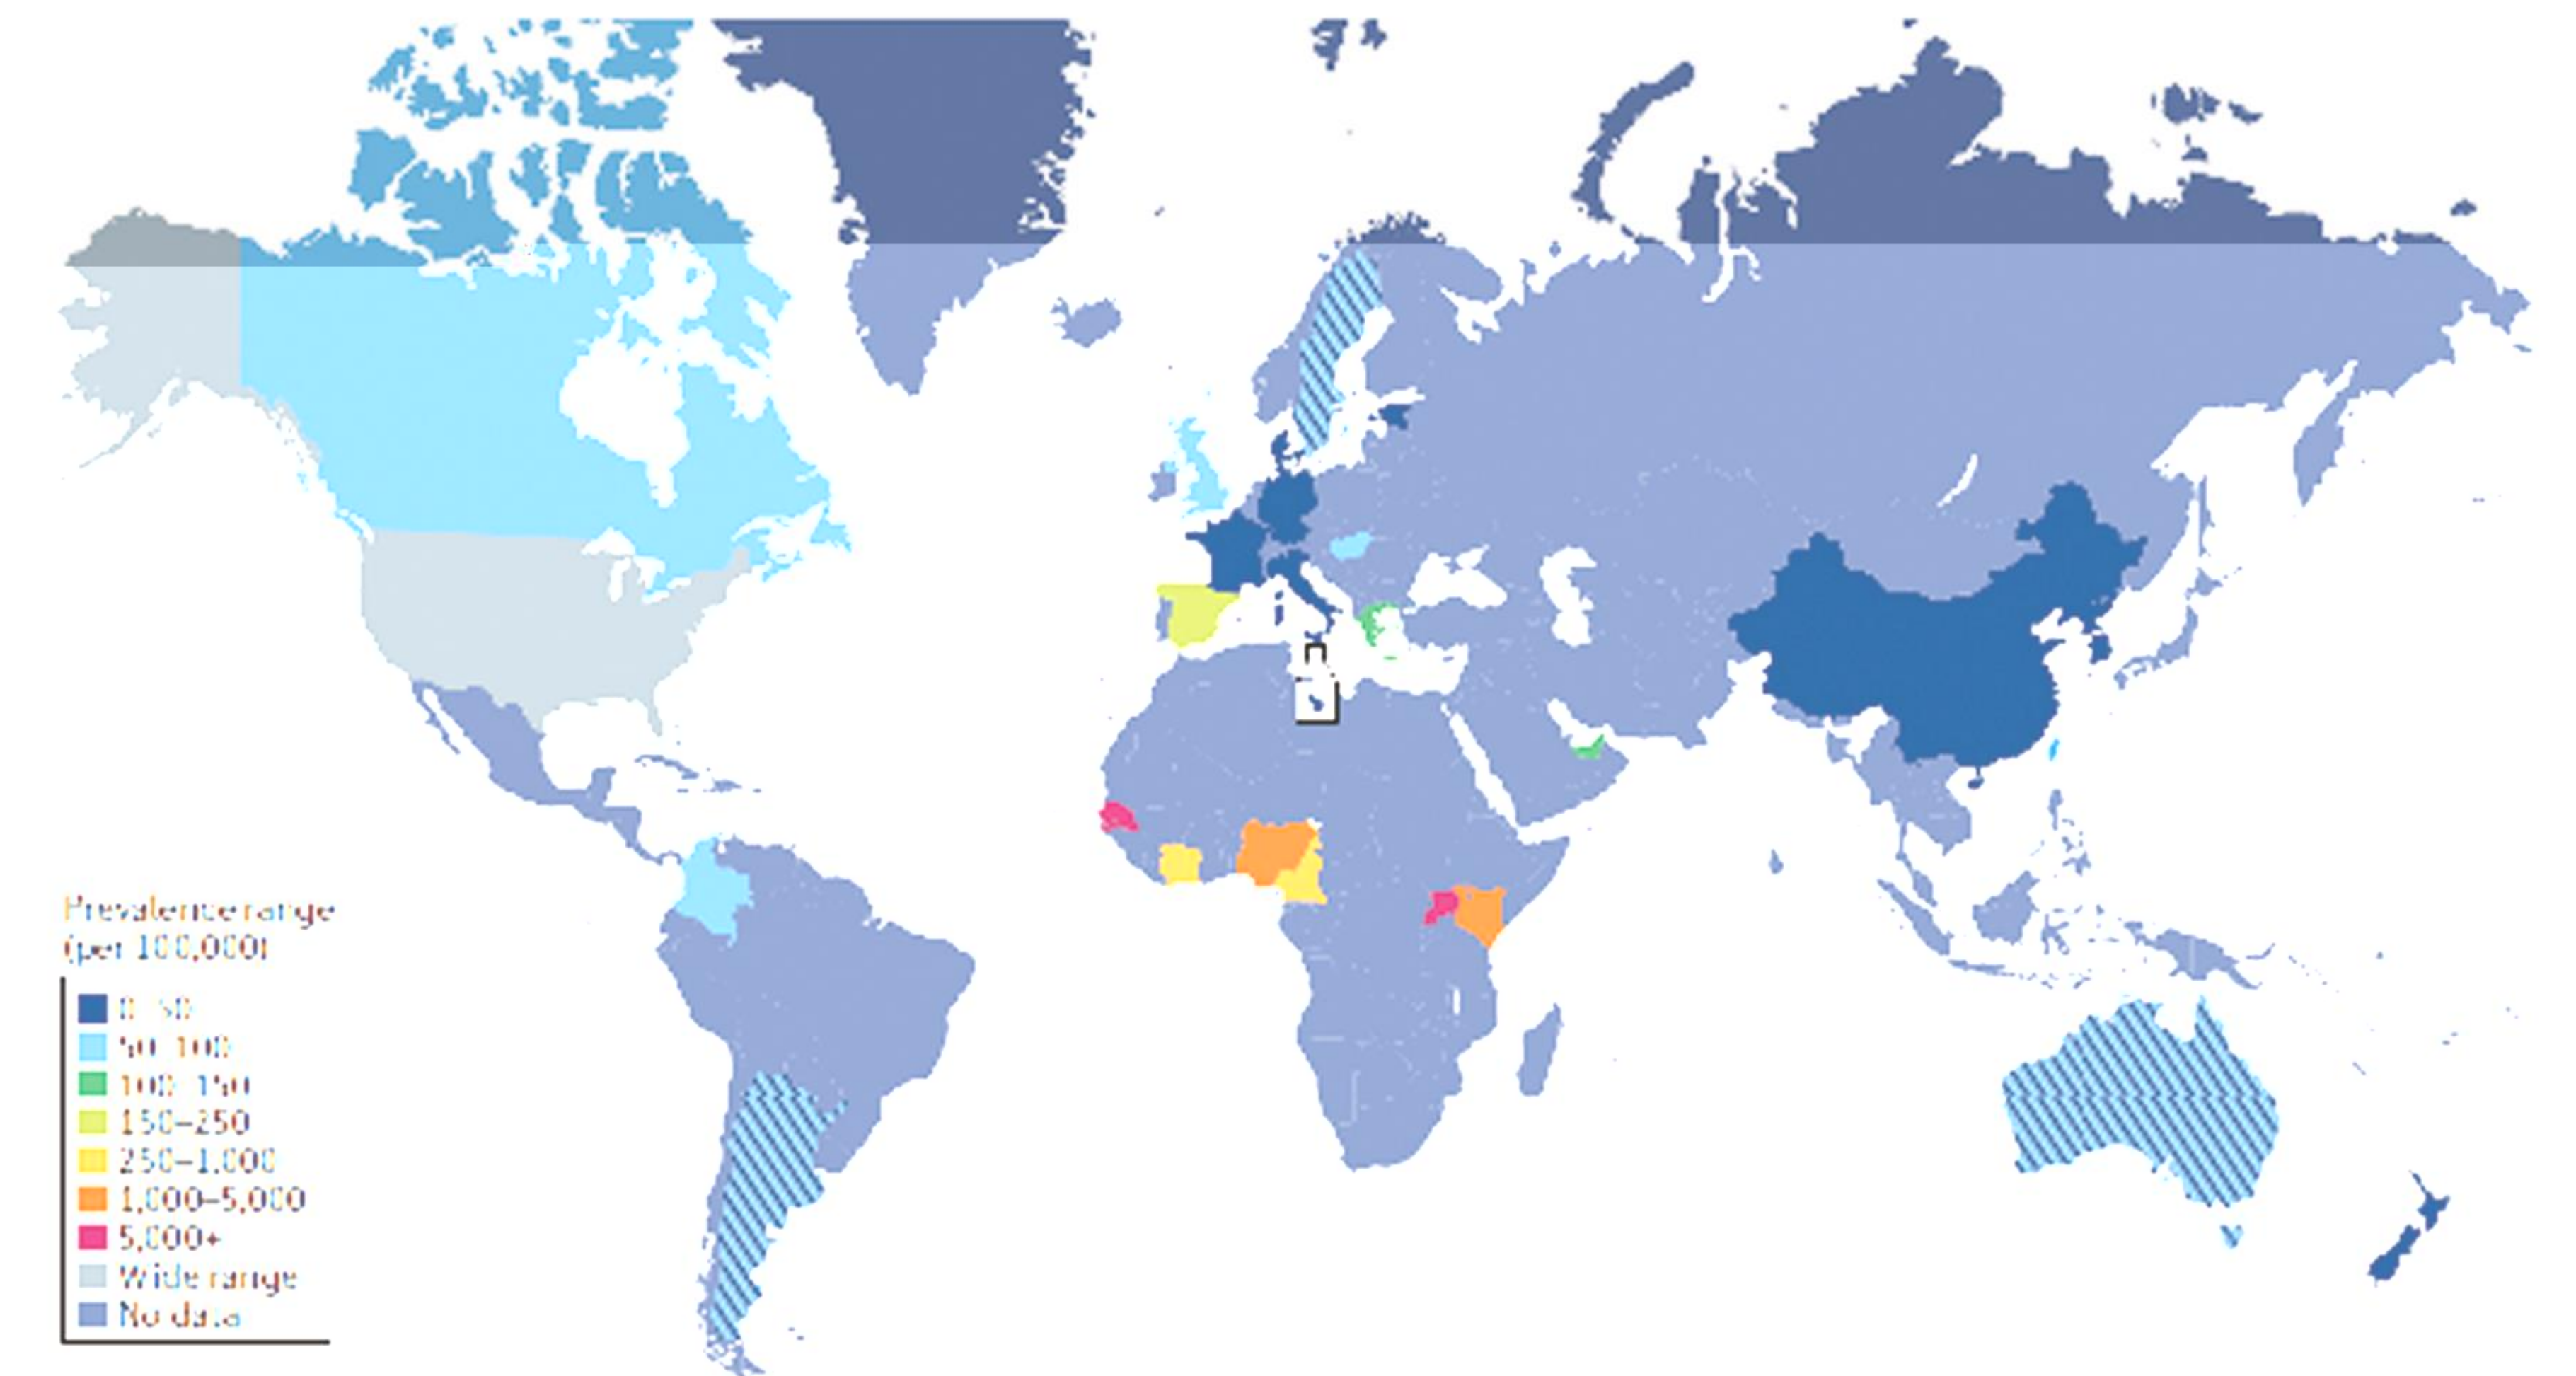 Prevalence range
(per 100,000)
0–50
50–100
100–150
150–250
250–1,000
1,000–5,000
5,000+
Wide range
No data